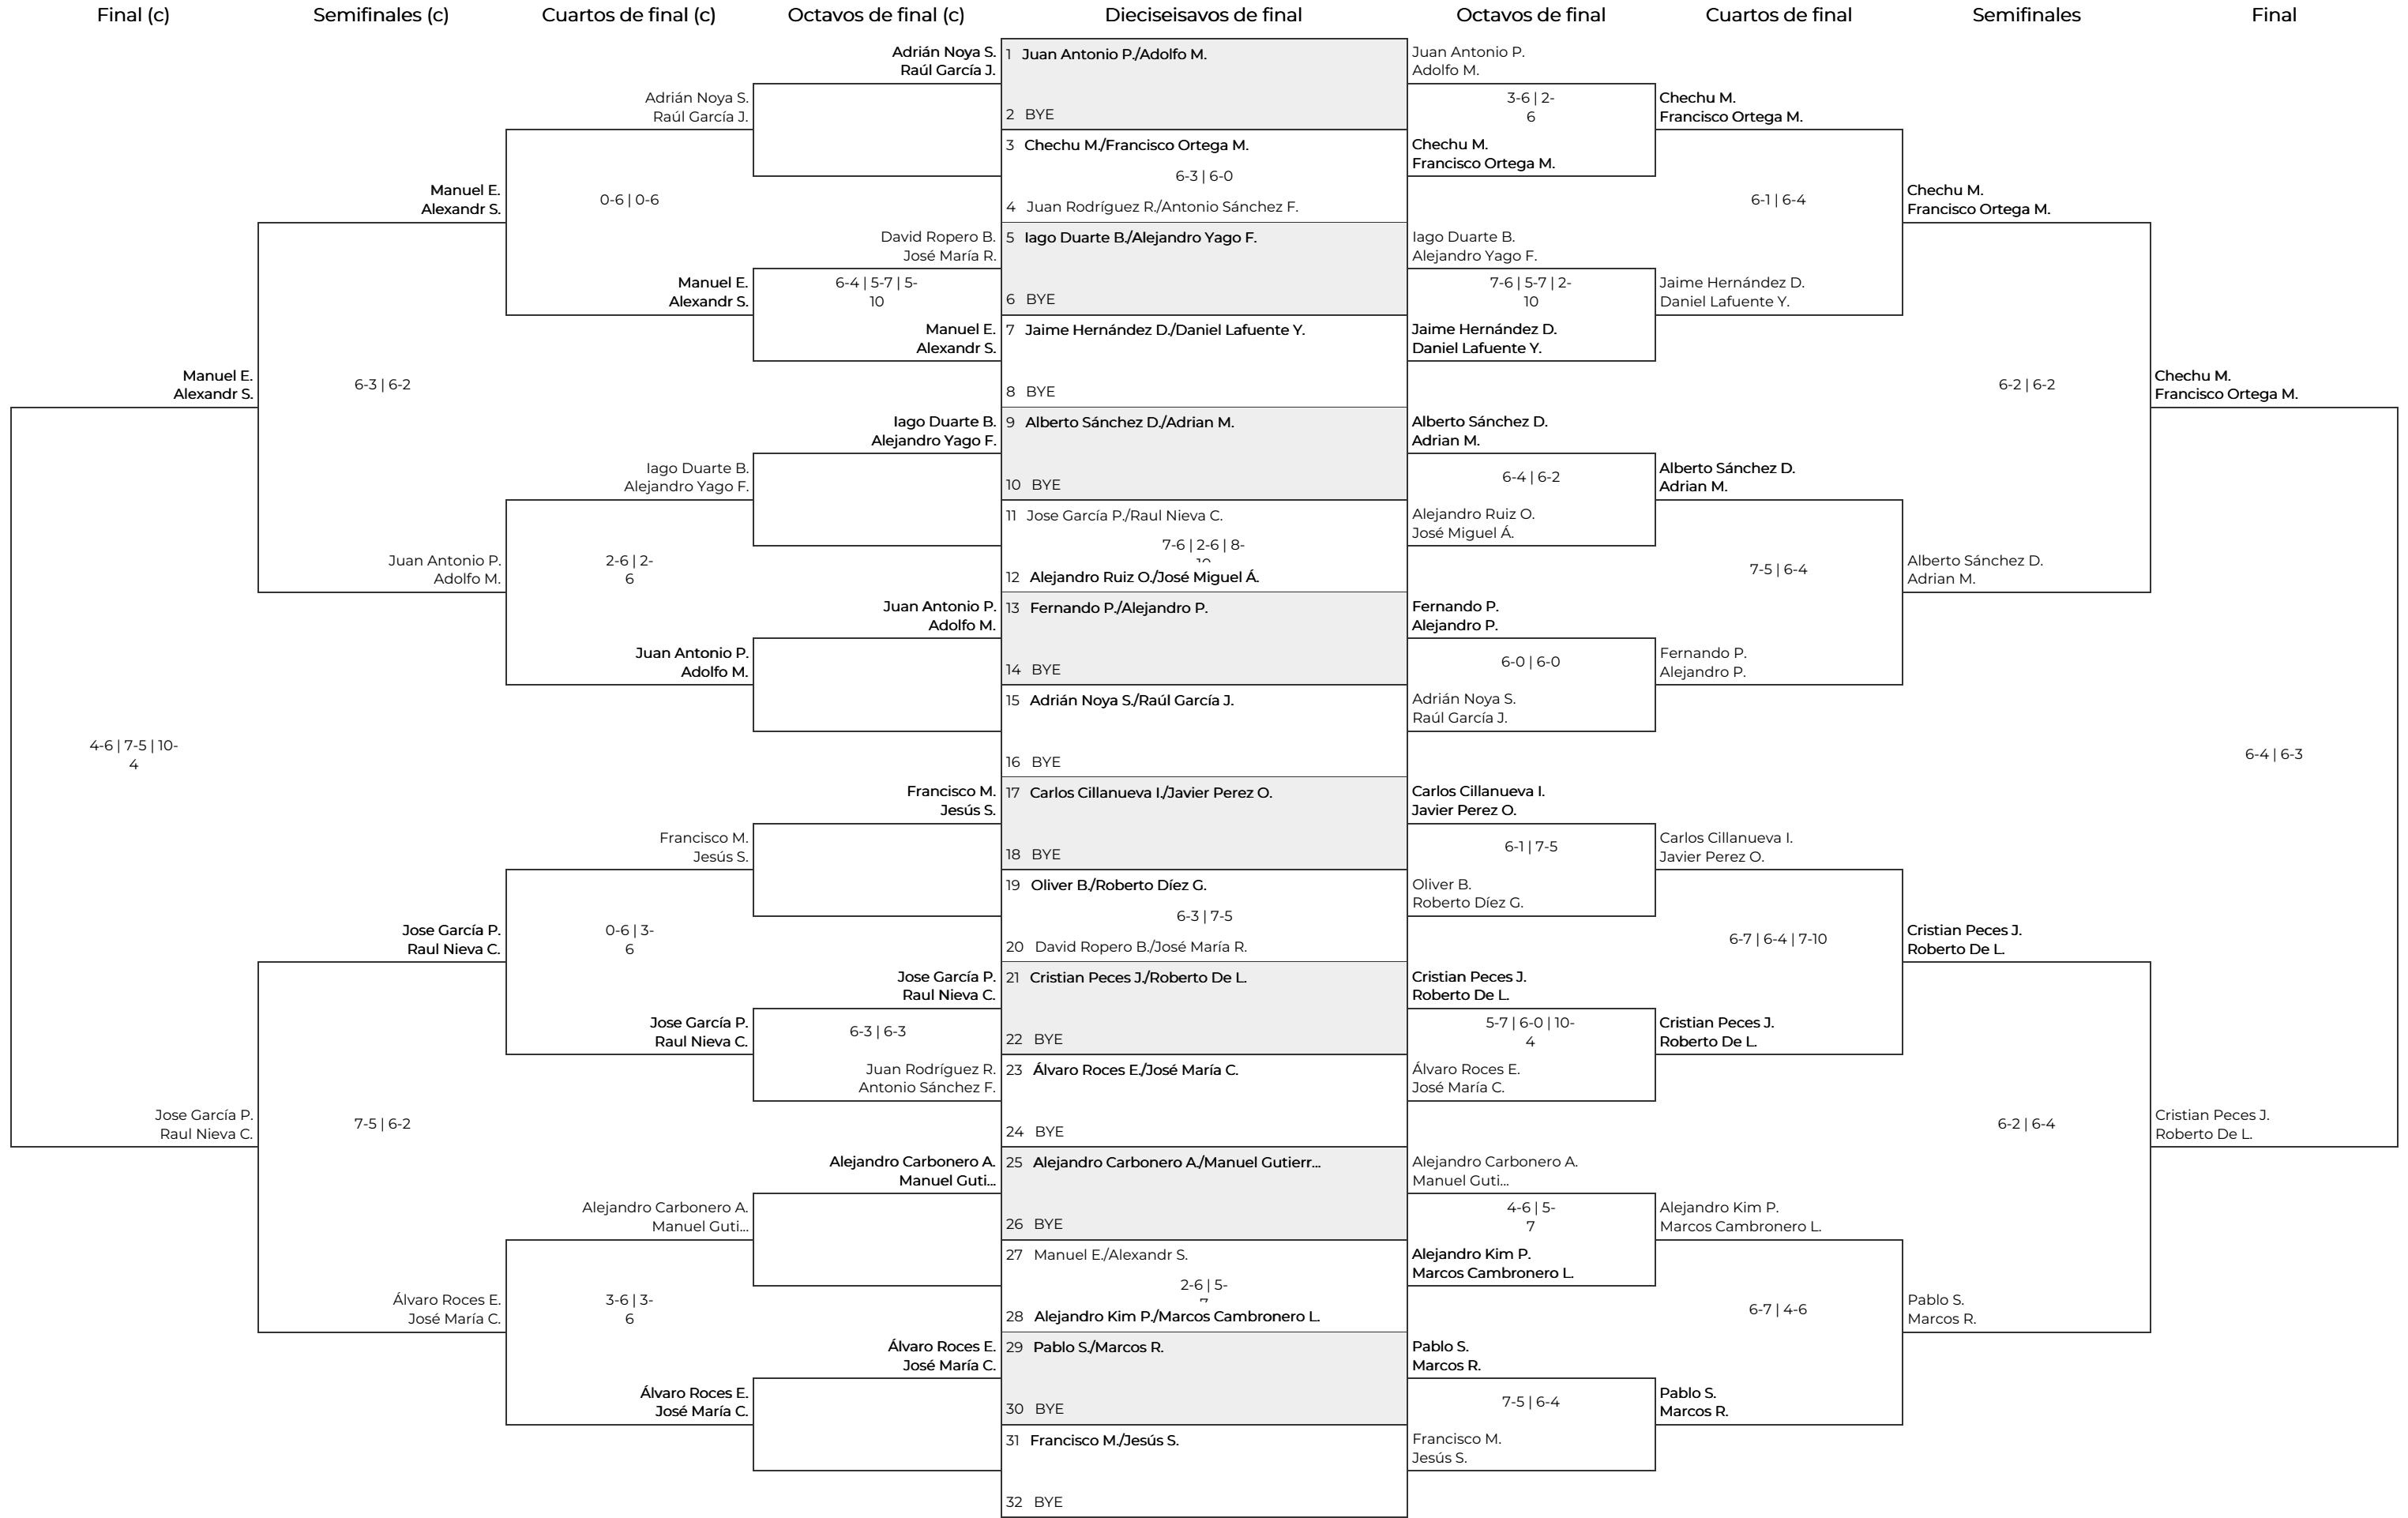 Final (c)
Semifinales (c)
Cuartos de final (c)
Octavos de final (c)
Dieciseisavos de final
Octavos de final
Cuartos de final
Semifinales
Final
Manuel E.
Alexandr S.
4-6 | 7-5 | 10-
4
Jose García P.
Raul Nieva C.
Manuel E.
Alexandr S.
6-3 | 6-2
Juan Antonio P.
Adolfo M.
Jose García P.
Raul Nieva C.
7-5 | 6-2
Álvaro Roces E.
José María C.
Adrián Noya S.
Raúl García J.
0-6 | 0-6
Manuel E.
Alexandr S.
Iago Duarte B.
Alejandro Yago F.
2-6 | 2-
6
Juan Antonio P.
Adolfo M.
Francisco M.
Jesús S.
0-6 | 3-
6
Jose García P.
Raul Nieva C.
Alejandro Carbonero A.
Manuel Guti...
3-6 | 3-
6
Álvaro Roces E.
José María C.
Adrián Noya S.
Raúl García J.
David Ropero B.
José María R.
6-4 | 5-7 | 5-
10
Manuel E.
Alexandr S.
Iago Duarte B.
Alejandro Yago F.
Juan Antonio P.
Adolfo M.
Francisco M.
Jesús S.
Jose García P.
Raul Nieva C.
6-3 | 6-3
Juan Rodríguez R.
Antonio Sánchez F.
Alejandro Carbonero A.
Manuel Guti...
Álvaro Roces E.
José María C.
1 Juan Antonio P./Adolfo M.
2 BYE
3 Chechu M./Francisco Ortega M.
6-3 | 6-0
4 Juan Rodríguez R./Antonio Sánchez F.
5 Iago Duarte B./Alejandro Yago F.
6 BYE
7 Jaime Hernández D./Daniel Lafuente Y.
8 BYE
9 Alberto Sánchez D./Adrian M.
10 BYE
11 Jose García P./Raul Nieva C.
7-6 | 2-6 | 8-
10
12 Alejandro Ruiz O./José Miguel Á.
13 Fernando P./Alejandro P.
14 BYE
15 Adrián Noya S./Raúl García J.
16 BYE
17 Carlos Cillanueva I./Javier Perez O.
18 BYE
19 Oliver B./Roberto Díez G.
6-3 | 7-5
20 David Ropero B./José María R.
21 Cristian Peces J./Roberto De L.
22 BYE
23 Álvaro Roces E./José María C.
24 BYE
25 Alejandro Carbonero A./Manuel Gutierr...
26 BYE
27 Manuel E./Alexandr S.
2-6 | 5-
7
28 Alejandro Kim P./Marcos Cambronero L.
29 Pablo S./Marcos R.
30 BYE
31 Francisco M./Jesús S.
32 BYE
Juan Antonio P.
Adolfo M.
3-6 | 2-
6
Chechu M.
Francisco Ortega M.
Iago Duarte B.
Alejandro Yago F.
7-6 | 5-7 | 2-
10
Jaime Hernández D.
Daniel Lafuente Y.
Alberto Sánchez D.
Adrian M.
6-4 | 6-2
Alejandro Ruiz O.
José Miguel Á.
Fernando P.
Alejandro P.
6-0 | 6-0
Adrián Noya S.
Raúl García J.
Carlos Cillanueva I.
Javier Perez O.
6-1 | 7-5
Oliver B.
Roberto Díez G.
Cristian Peces J.
Roberto De L.
5-7 | 6-0 | 10-
4
Álvaro Roces E.
José María C.
Alejandro Carbonero A.
Manuel Guti...
4-6 | 5-
7
Alejandro Kim P.
Marcos Cambronero L.
Pablo S.
Marcos R.
7-5 | 6-4
Francisco M.
Jesús S.
Chechu M.
Francisco Ortega M.
6-1 | 6-4
Jaime Hernández D.
Daniel Lafuente Y.
Alberto Sánchez D.
Adrian M.
7-5 | 6-4
Fernando P.
Alejandro P.
Carlos Cillanueva I.
Javier Perez O.
6-7 | 6-4 | 7-10
Cristian Peces J.
Roberto De L.
Alejandro Kim P.
Marcos Cambronero L.
6-7 | 4-6
Pablo S.
Marcos R.
Chechu M.
Francisco Ortega M.
6-2 | 6-2
Alberto Sánchez D.
Adrian M.
Cristian Peces J.
Roberto De L.
6-2 | 6-4
Pablo S.
Marcos R.
Chechu M.
Francisco Ortega M.
6-4 | 6-3
Cristian Peces J.
Roberto De L.